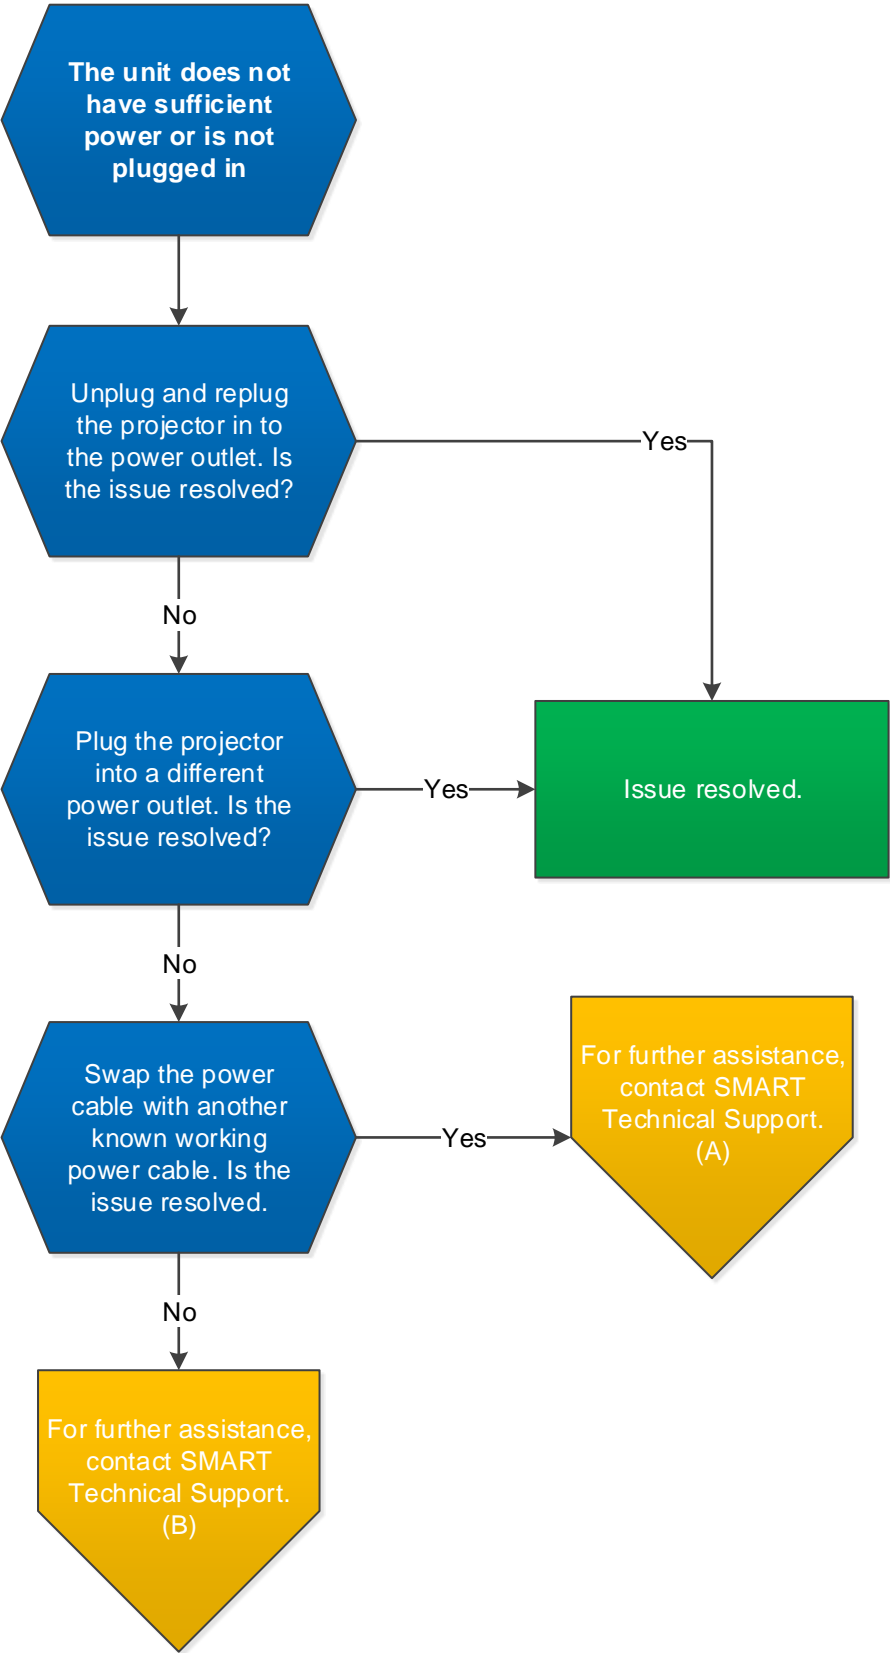 The unit does not
have sufficient
power or is not
plugged in
Unplug and replug
the projector in to
the power outlet. Is
the issue resolved?
Yes
No
Plug the projector
into a different
power outlet. Is the
issue resolved?
Yes
Issue resolved.
No
Swap the power
cable with another
known working
power cable. Is the
issue resolved.
Yes
For further assistance,
contact SMART
Technical Support.
(A)
No
For further assistance,
contact SMART
Technical Support.
(B)